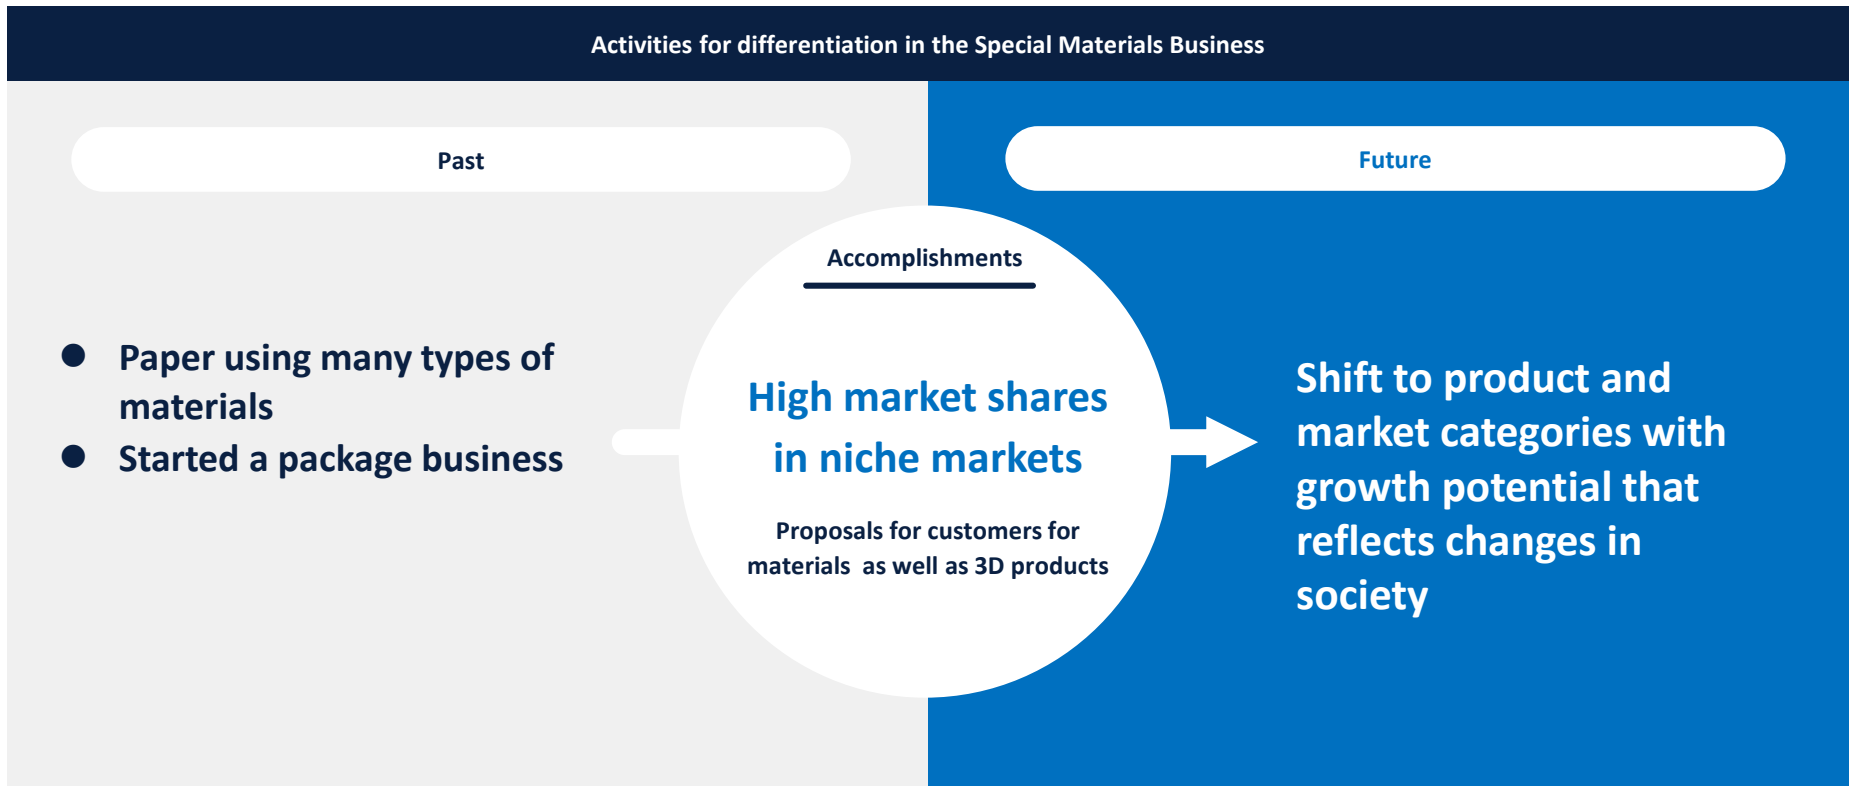 Activities for differentiation in the Special Materials Business
Past
● Paper using many types of
materials
● Started a package business
Accomplishments
High market shares
in niche markets
Proposals for customers for
materials  as well as 3D products
Future
Shift to product and
market categories with
growth potential that
reflects changes in
society